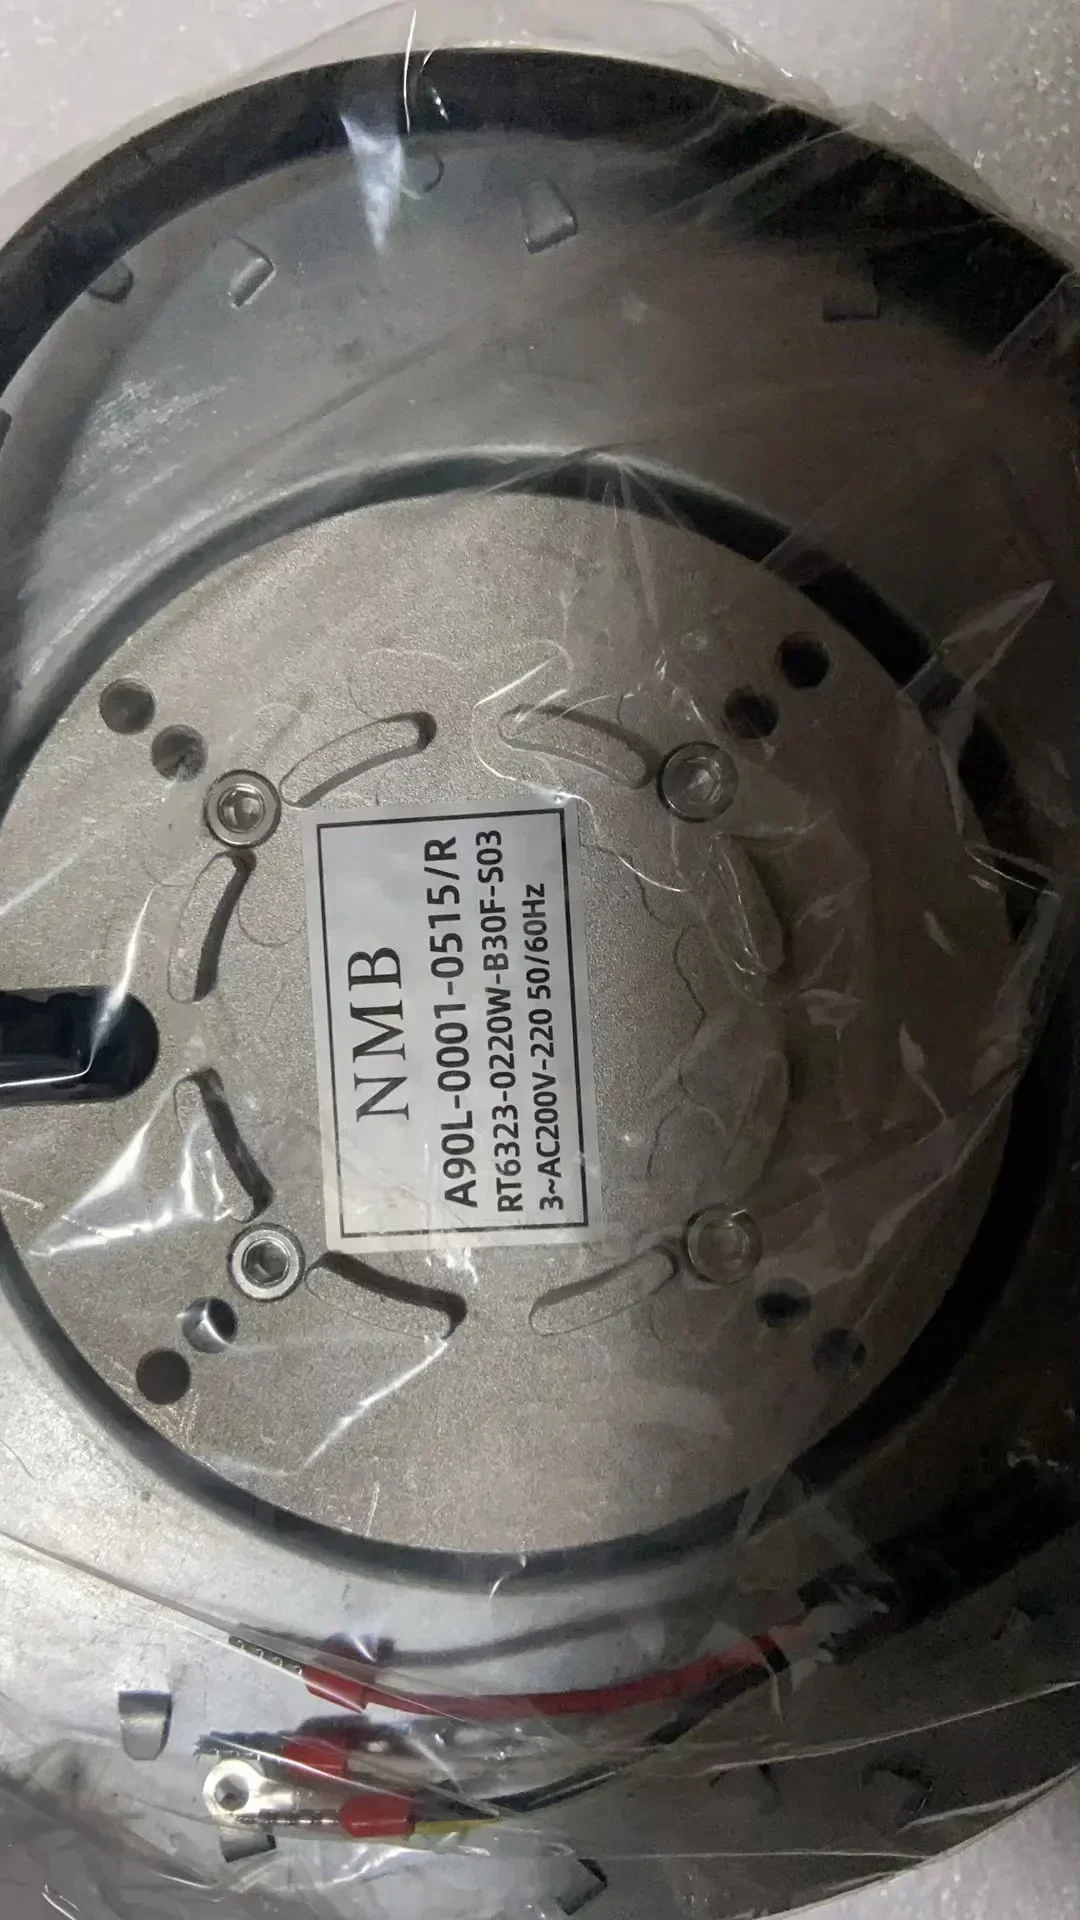 NMB
A90L-0001-0515/R
RT6323-0220W-B30F-S03
3~AC200V-220 50/60Hz